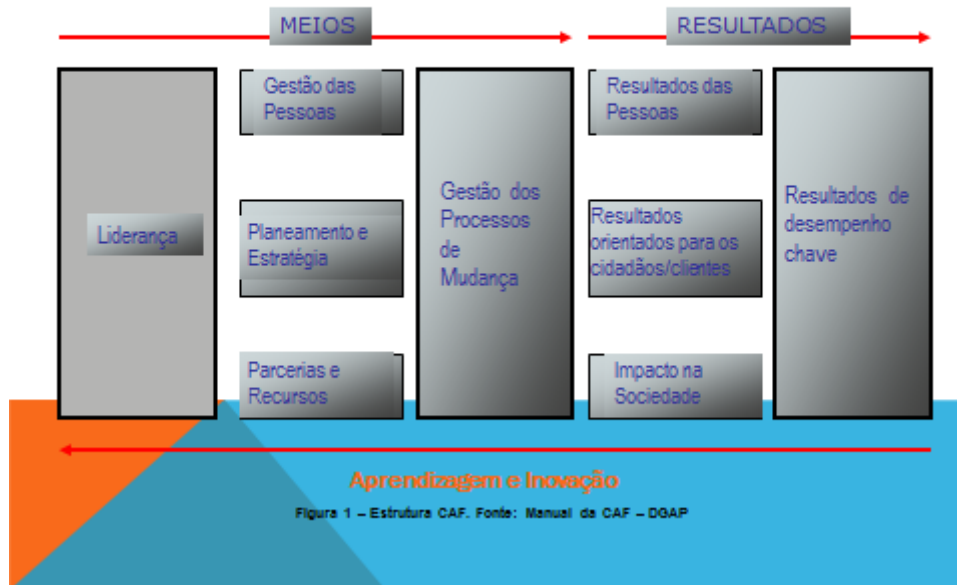 MEIOS
RESULTADOS
Liderança
Gestão das
Pessoas
Planeamento e
Estratégia
Parcerias e
Recursos
Gestão dos
Processos
de
Mudança
Resultados das
Pessoas
Resultados
orientados para os
cidadãos/clientes
Impacto na
Sociedade
Resultados de
desempenho
chave
Aprendizagem e Inovação
Figura 1 – Estrutura CAF. Fonte: Manual da CAF – DGAP